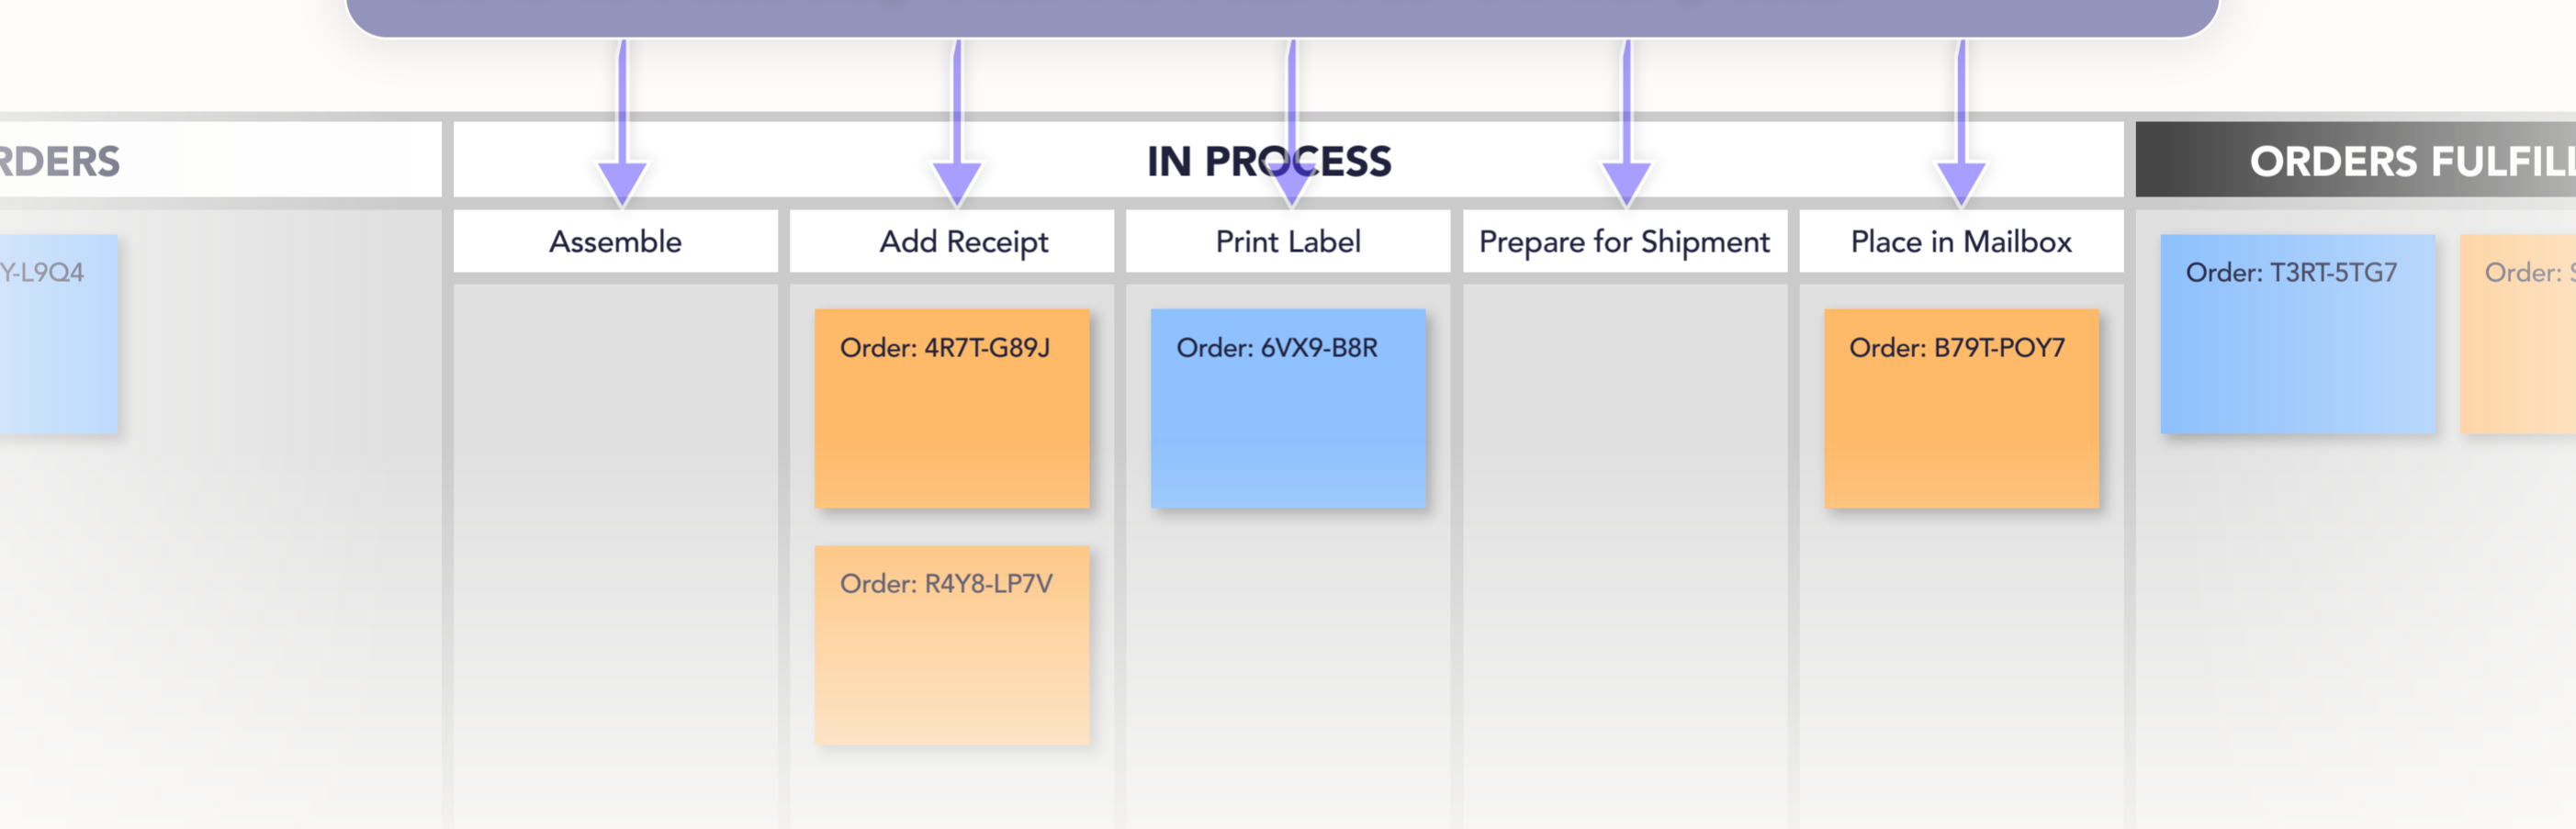 RDERS
IN PROCESS
ORDERS FULFILL
Assemble
Add Receipt
Print Label
Prepare for Shipment
Place in Mailbox
Y-L9Q4
Order: T3RT-5TG7
Order:
Order: 4R7T-G89J
Order: 6VX9-B8R
Order: B79T-POY7
Order: R4Y8-LP7V